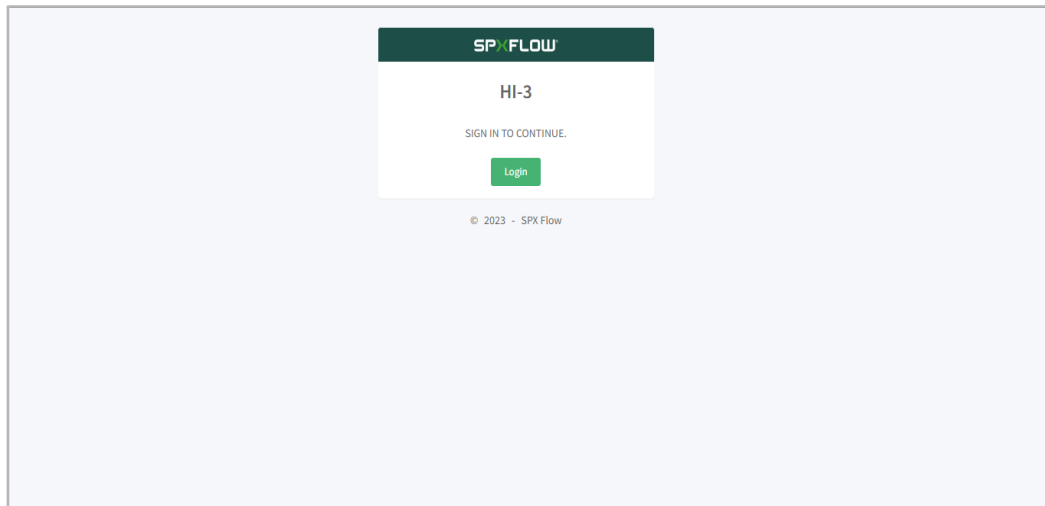 SPXFLOW
HI-3
SIGN IN TO CONTINUE.
Login
© 2023 - SPX Flow